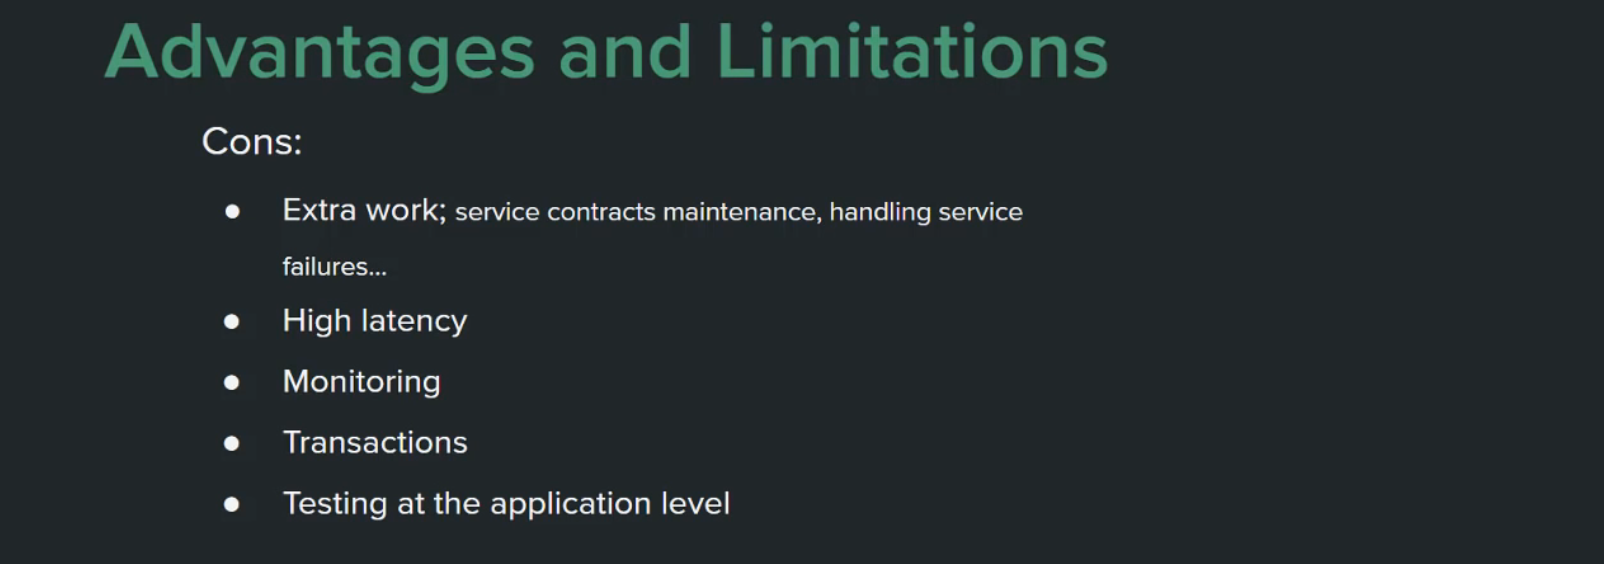 Advantages and Limitations
Cons:
● Extra work; service contracts maintenance, handling service
failures...
● High latency
● Monitoring
● Transactions
● Testing at the application level